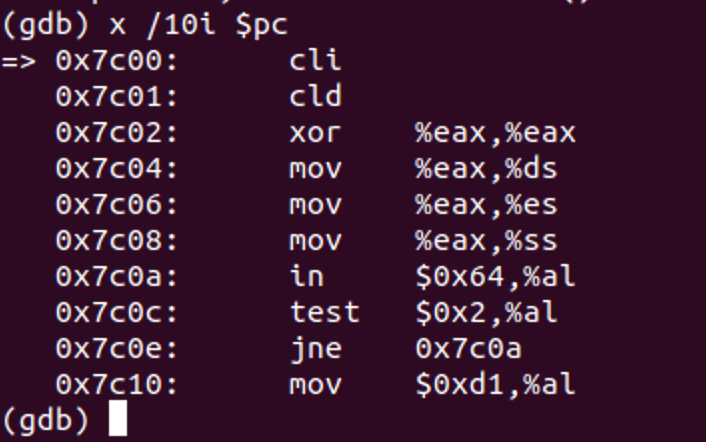 (gdb) x /10i $pc
=> 0x7c00:      cli
   0x7c01:      cld
   0x7c02:      xor    %eax,%eax
   0x7c04:      mov    %eax,%ds
   0x7c06:      mov    %eax,%es
   0x7c08:      mov    %eax,%ss
   0x7c0a:      in     $0x64,%al
   0x7c0c:      test   $0x2,%al
   0x7c0e:      jne    0x7c0a
   0x7c10:      mov    $0xd1,%al
(gdb)